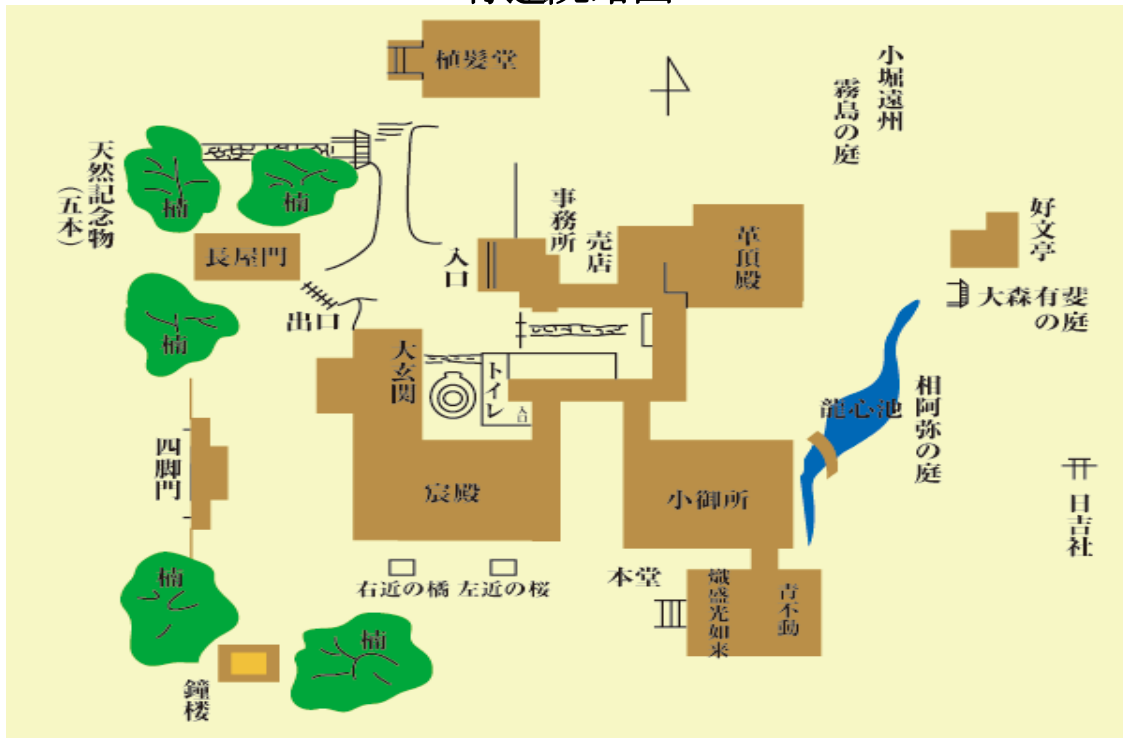 植髪堂
小堀遠州
霧島の庭
天然記念物
（五本）
楠
楠
長屋門
入口
事務所
売店
華頂殿
好文亭
大森有斐
の庭
出口
楠
大玄関
トイレ
入口
龍心池
相阿弥の庭
四脚門
宸殿
小御所
日吉社
右近の橘
左近の桜
本堂
熾盛光如来
青不動
楠
楠
鐘楼